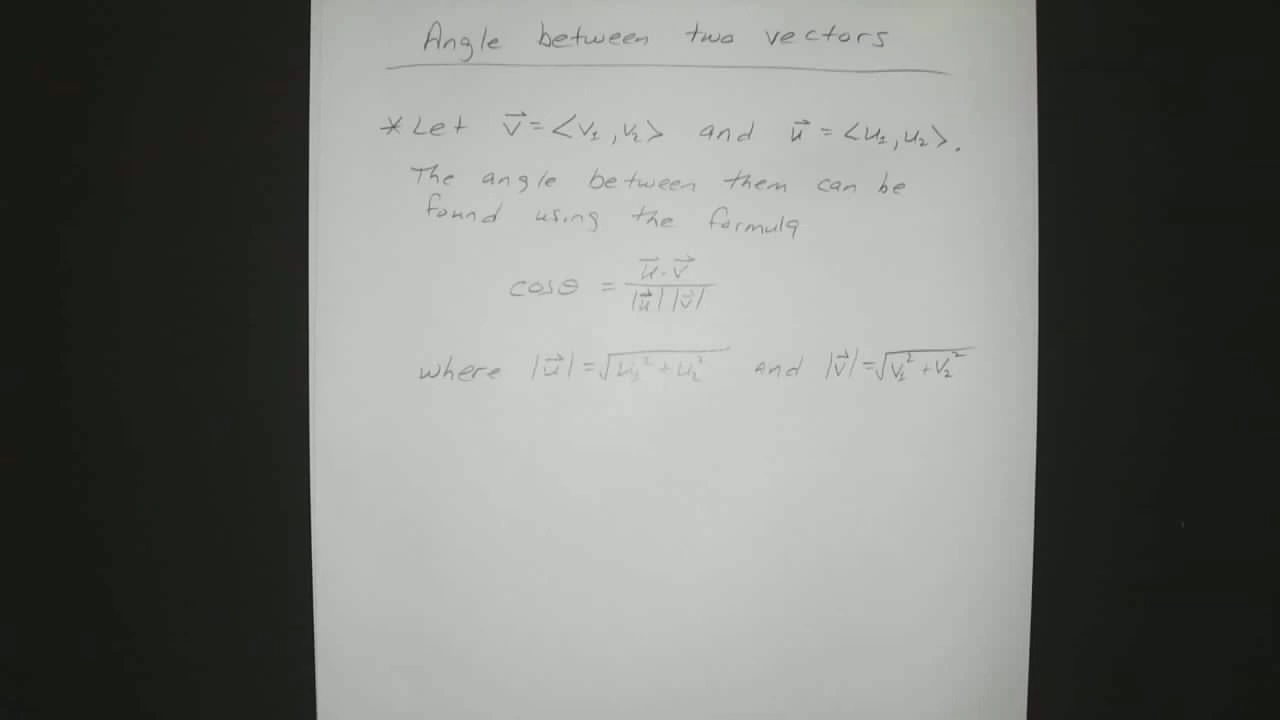 Angle between two vectors
* Let v⃗ = <v₁, v₂> and u⃗ = <u₁, u₂>.
The angle between them can be
found using the formula
cosθ = u⃗·v⃗ / |u⃗||v⃗|
where |u⃗| = √(u₁² + u₂²) and |v⃗| = √(v₁² + v₂²)